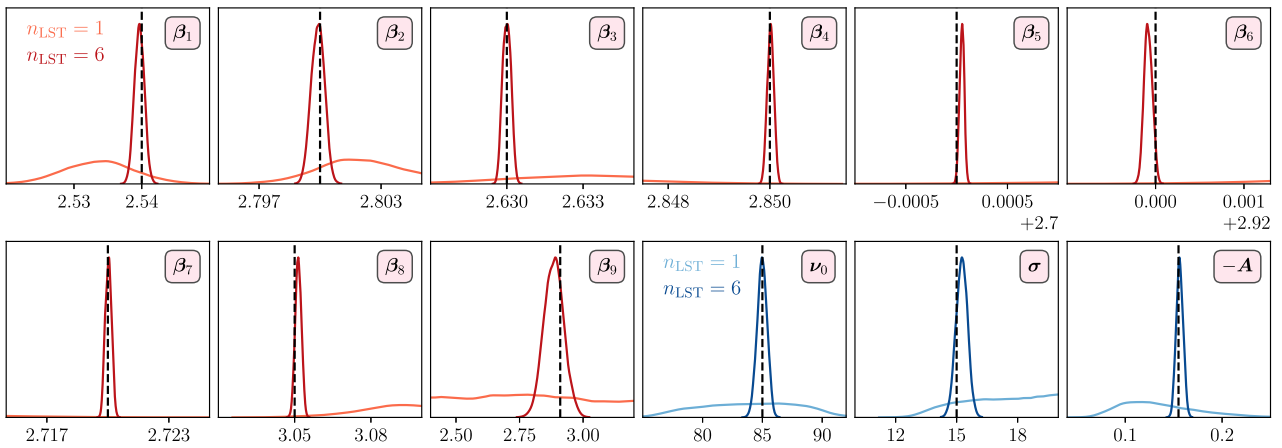 n_LST = 1
n_LST = 6
β₁
β₂
β₃
β₄
β₅
β₆
2.53 2.54
2.797 2.803
2.630 2.633
2.848 2.850
−0.0005 0.0005
+2.7
0.000 0.001
+2.92
β₇
β₈
β₉
n_LST = 1
n_LST = 6
ν₀
σ
−A
2.717 2.723
3.05 3.08
2.50 2.75 3.00
80 85 90
12 15 18
0.1 0.2